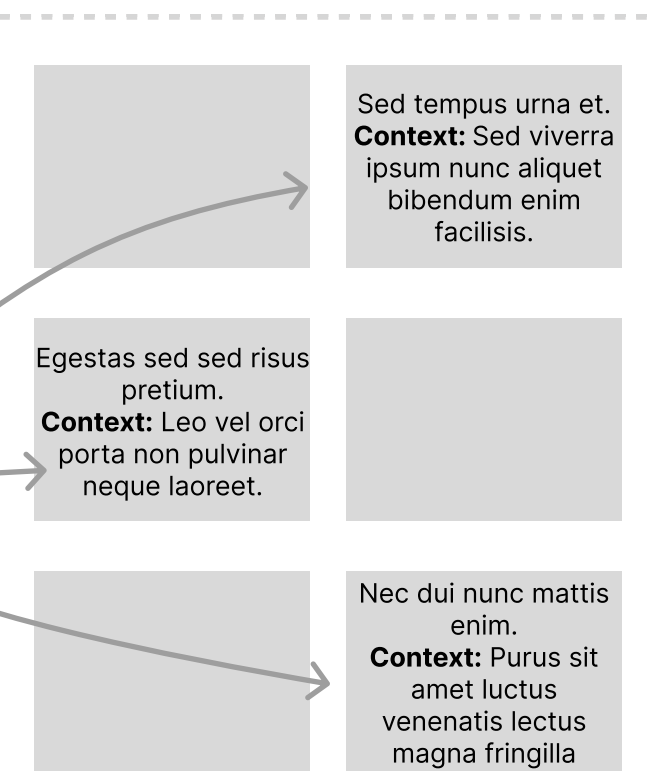 Sed tempus urna et.
Context: Sed viverra
ipsum nunc aliquet
bibendum enim
facilisis.
Egestas sed sed risus
pretium.
Context: Leo vel orci
porta non pulvinar
neque laoreet.
Nec dui nunc mattis
enim.
Context: Purus sit
amet luctus
venenatis lectus
magna fringilla